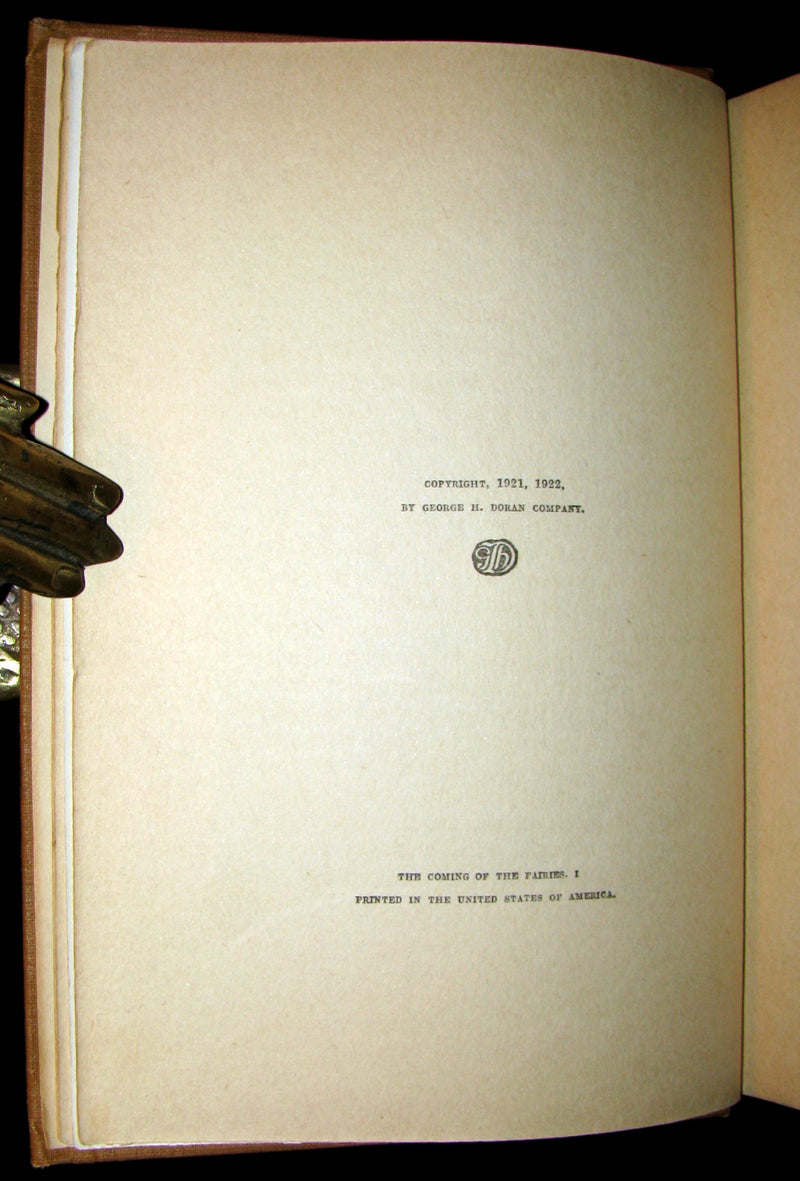 COPYRIGHT, 1921, 1922,
BY GEORGE H. DORAN COMPANY.
GHD
THE COMING OF THE FAIRIES. I
PRINTED IN THE UNITED STATES OF AMERICA.